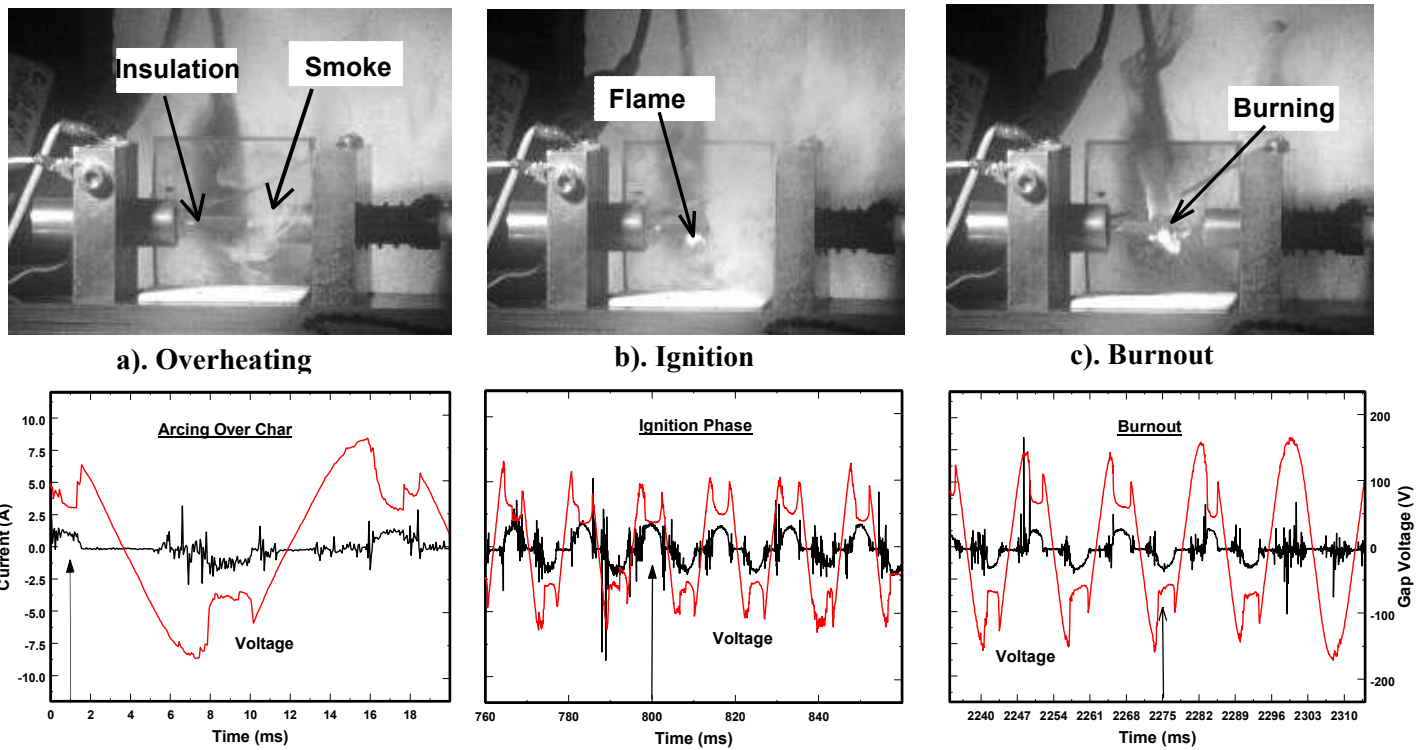 Insulation
Smoke
Flame
Burning
a). Overheating
b). Ignition
c). Burnout
Arcing Over Char
Ignition Phase
Burnout
10.0
7.5
5.0
2.5
0.0
-2.5
-5.0
-7.5
-10.0
Current (A)
Voltage
Voltage
Voltage
200
100
0
-100
-200
Gap Voltage (V)
0 2 4 6 8 10 12 14 16 18
Time (ms)
760 780 800 820 840
Time (ms)
2240 2247 2254 2261 2268 2275 2282 2289 2296 2303 2310
Time (ms)